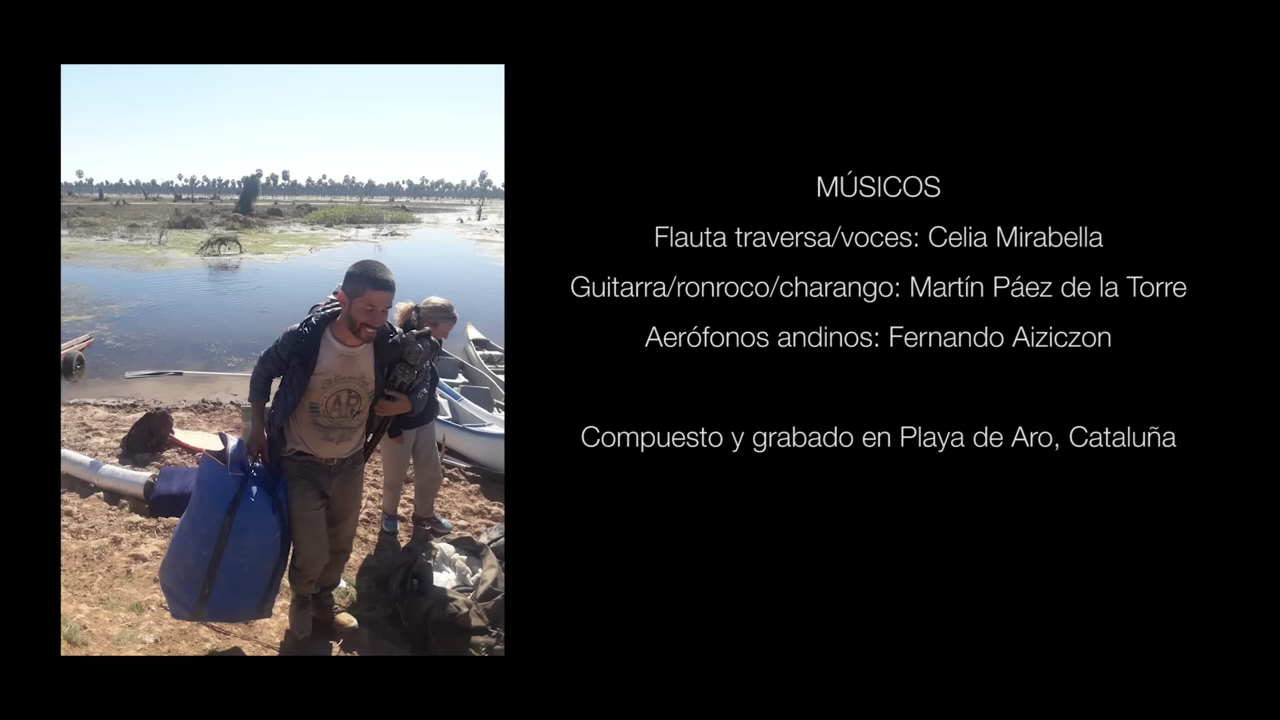 MÚSICOS
Flauta traversa/voces: Celia Mirabella
Guitarra/ronroco/charango: Martín Páez de la Torre
Aerófonos andinos: Fernando Aiziczon
Compuesto y grabado en Playa de Aro, Cataluña
AR